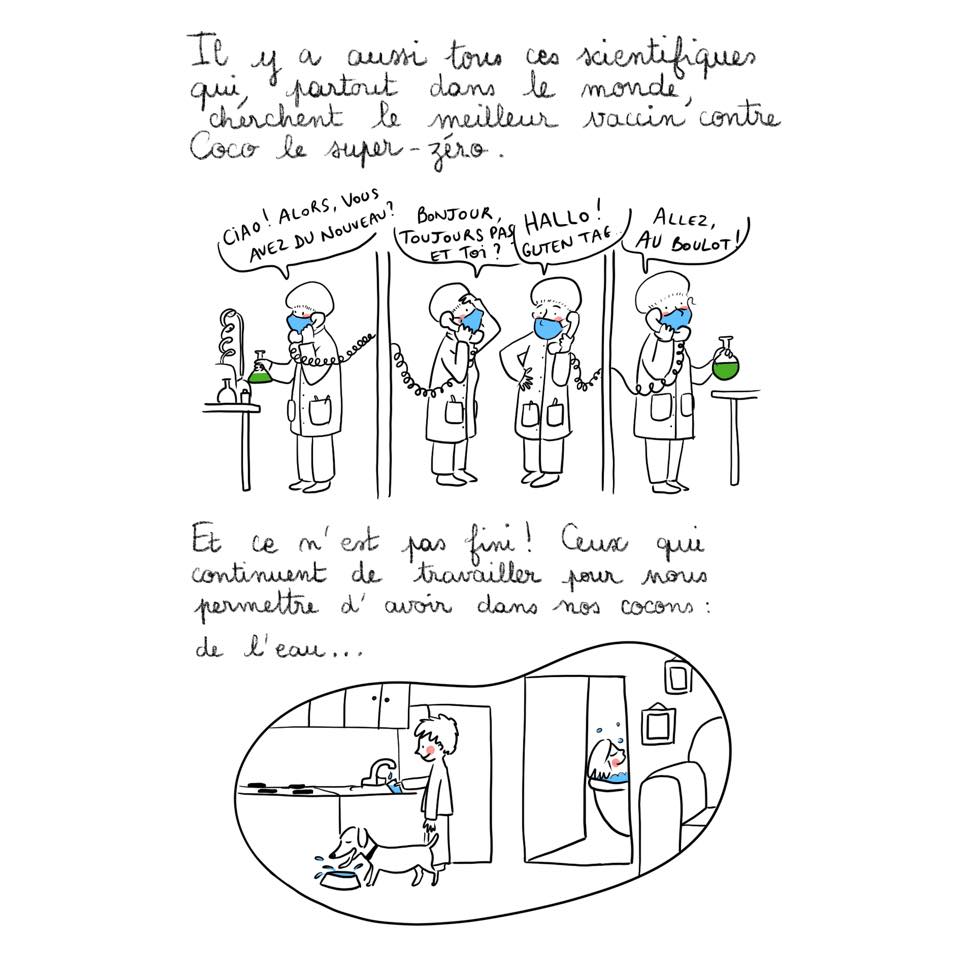 Il y a aussi tous ces scientifiques
qui, partout dans le monde,
cherchent le meilleur vaccin contre
Coco le super-zéro.
CIAO! ALORS, VOUS
AVEZ DU NOUVEAU?
BONJOUR,
TOUJOURS PAS
ET TOI?
HALLO!
GUTEN TAG
ALLEZ,
AU BOULOT!
Et ce n'est pas fini! Ceux qui
continuent de travailler pour nous
permettre d'avoir dans nos cocons:
de l'eau...